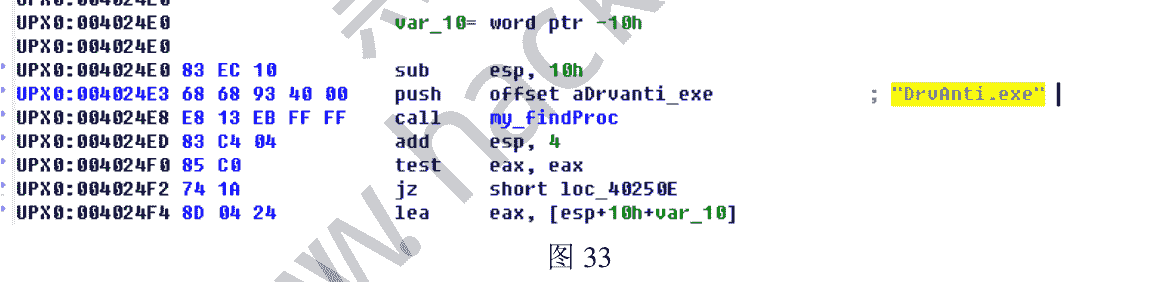 UPX0:004024E0
UPX0:004024E0 var_10= word ptr -10h
UPX0:004024E0
UPX0:004024E0 83 EC 10 sub esp, 10h
UPX0:004024E3 68 68 93 40 00 push offset aDrvanti_exe ; "DrvAnti.exe"
UPX0:004024E8 E8 13 EB FF FF call my_findProc
UPX0:004024ED 83 C4 04 add esp, 4
UPX0:004024F0 85 C0 test eax, eax
UPX0:004024F2 74 1A jz short loc_40250E
UPX0:004024F4 8D 04 24 lea eax, [esp+10h+var_10]
图 33
www.hack